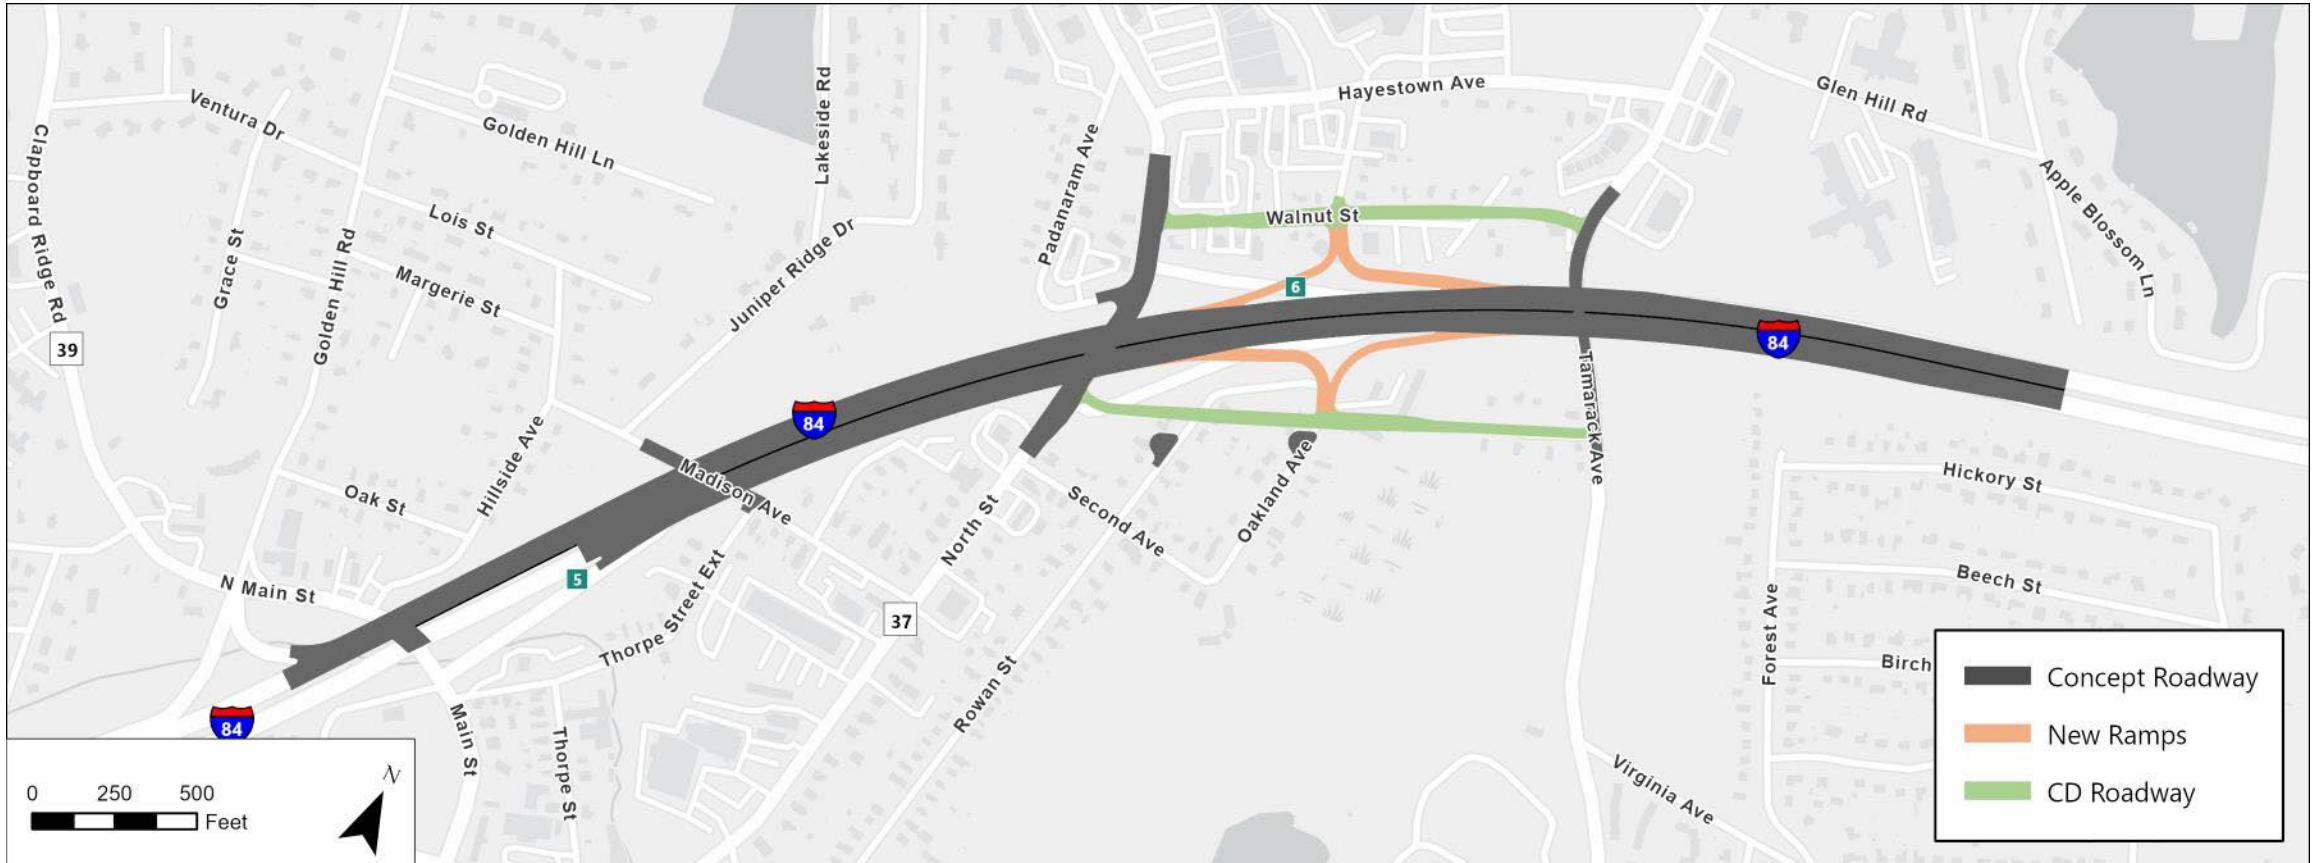 Ventura Dr
Golden Hill Ln
Lakeside Rd
Hayestown Ave
Glen Hill Rd
Clapboard Ridge Rd
Padanaram Ave
Apple Blossom Ln
Lois St
Grace St
Golden Hill Rd
Margerie St
Juniper Ridge Dr
Walnut St
6
39
84
84
Tamarack Ave
Hillside Ave
Oak St
Madison Ave
North St
Second Ave
Oakland Ave
Hickory St
5
N Main St
Thorpe Street Ext
37
Beech St
Forest Ave
Birch
Rowan St
84
Main St
Thorpe St
Virginia Ave
Concept Roadway
New Ramps
CD Roadway
N
0 250 500
Feet